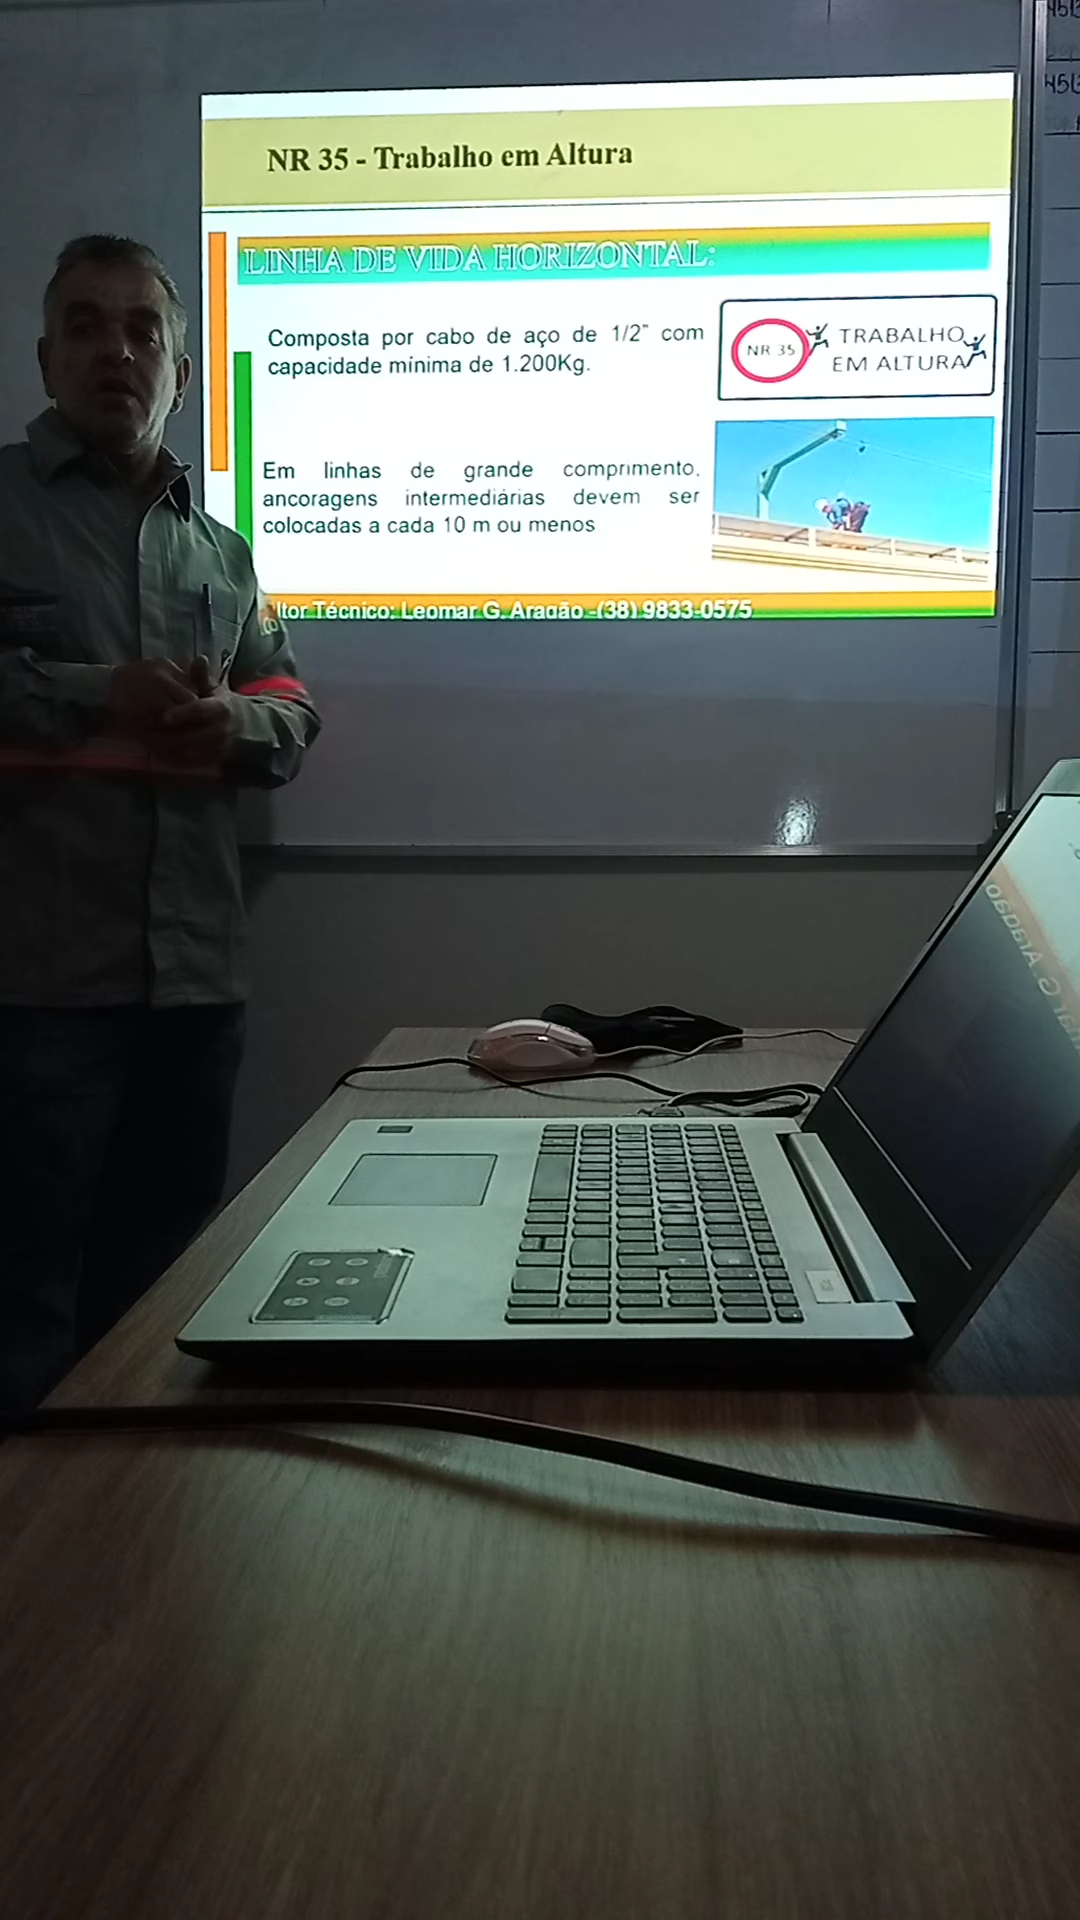 NR 35 - Trabalho em Altura
LINHA DE VIDA HORIZONTAL:
Composta por cabo de aço de 1/2" com
capacidade mínima de 1.200Kg.
NR 35
TRABALHO
EM ALTURA
Em linhas de grande comprimento,
ancoragens intermediárias devem ser
colocadas a cada 10 m ou menos
ltor Técnico: Leomar G. Aragão -(38) 9833-0575
G. Aragão